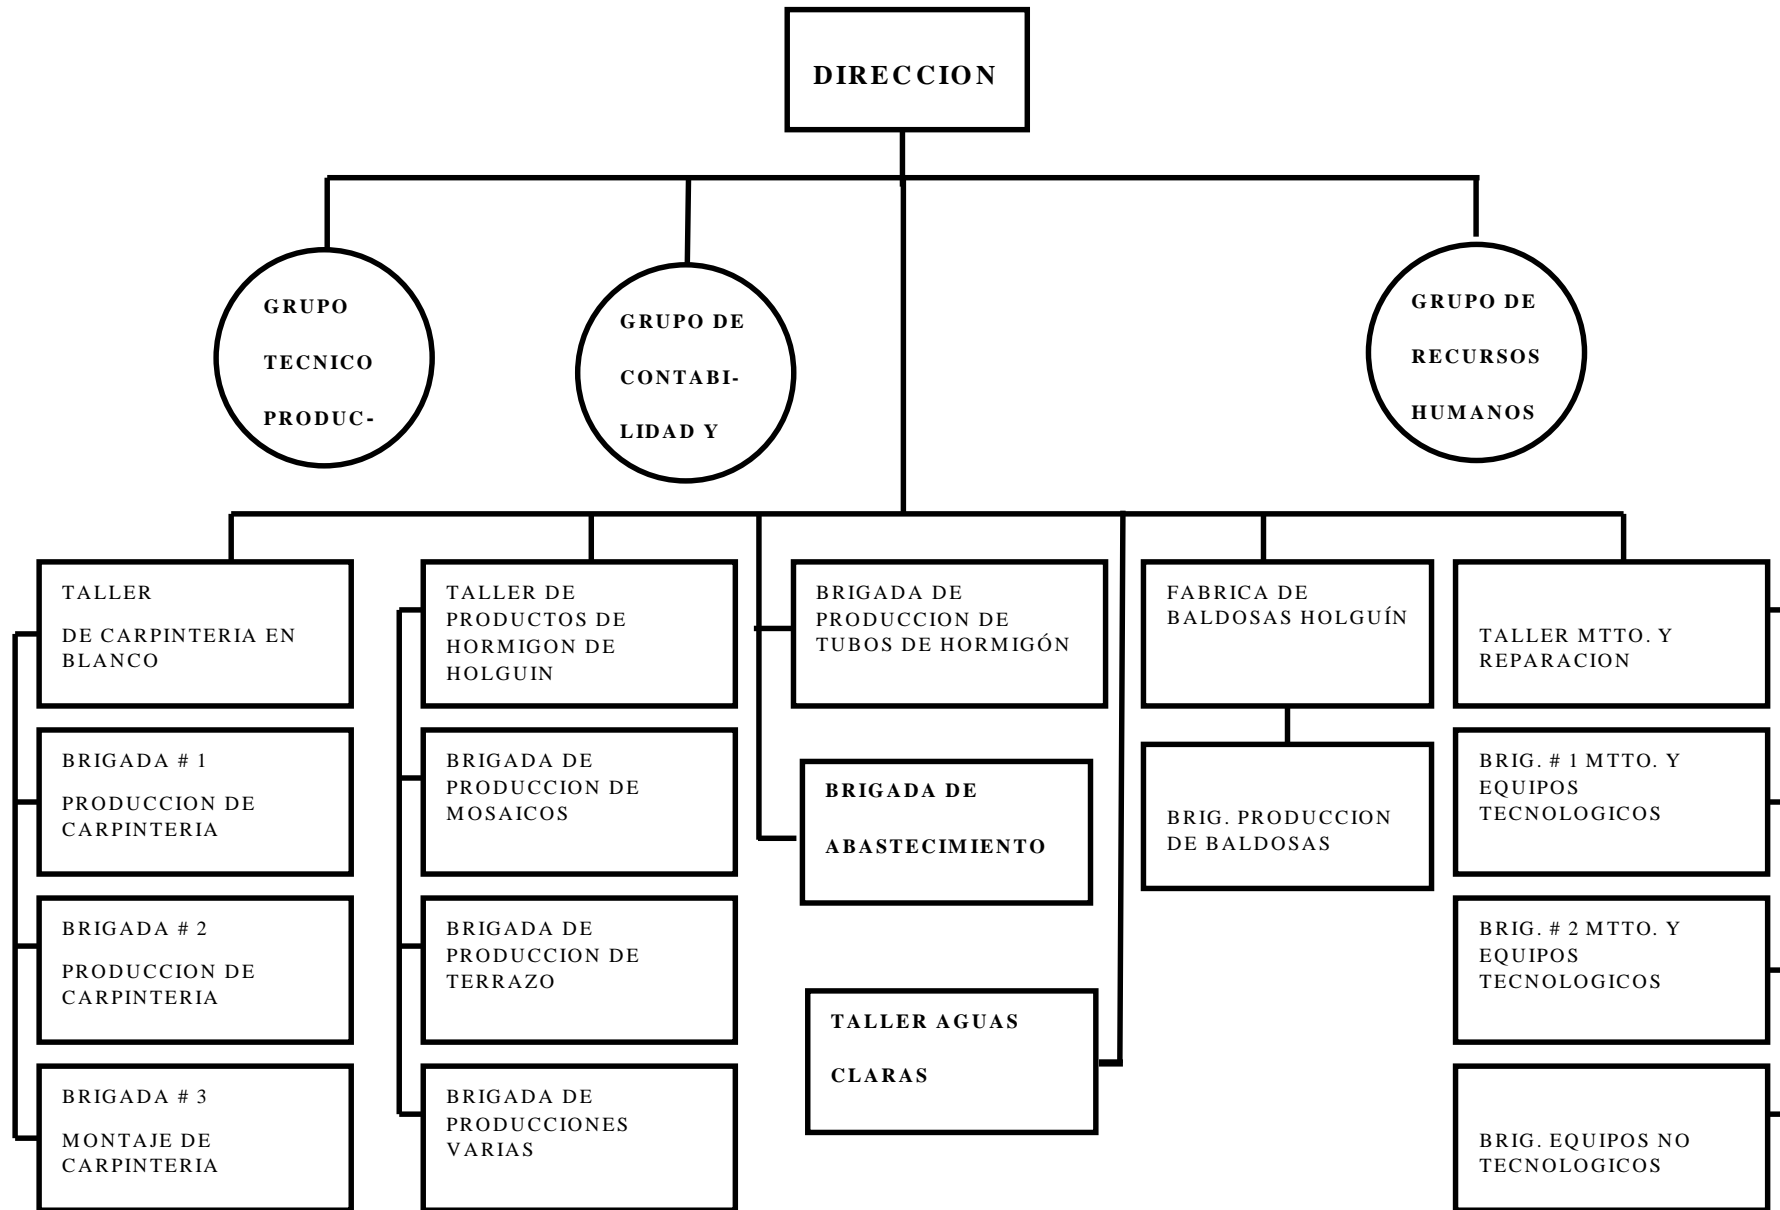 DIRECCION
GRUPO
TECNICO
PRODUC-
GRUPO DE
CONTABI-
LIDAD Y
GRUPO DE
RECURSOS
HUMANOS
TALLER
DE CARPINTERIA EN
BLANCO
BRIGADA # 1
PRODUCCION DE
CARPINTERIA
BRIGADA # 2
PRODUCCION DE
CARPINTERIA
BRIGADA # 3
MONTAJE DE
CARPINTERIA
TALLER DE
PRODUCTOS DE
HORMIGON DE
HOLGUIN
BRIGADA DE
PRODUCCION DE
MOSAICOS
BRIGADA DE
PRODUCCION DE
TERRAZO
BRIGADA DE
PRODUCCIONES
VARIAS
BRIGADA DE
PRODUCCION DE
TUBOS DE HORMIGÓN
BRIGADA DE
ABASTECIMIENTO
TALLER AGUAS
CLARAS
FABRICA DE
BALDOSAS HOLGUÍN
BRIG. PRODUCCION
DE BALDOSAS
TALLER MTTO. Y
REPARACION
BRIG. # 1 MTTO. Y
EQUIPOS
TECNOLOGICOS
BRIG. # 2 MTTO. Y
EQUIPOS
TECNOLOGICOS
BRIG. EQUIPOS NO
TECNOLOGICOS